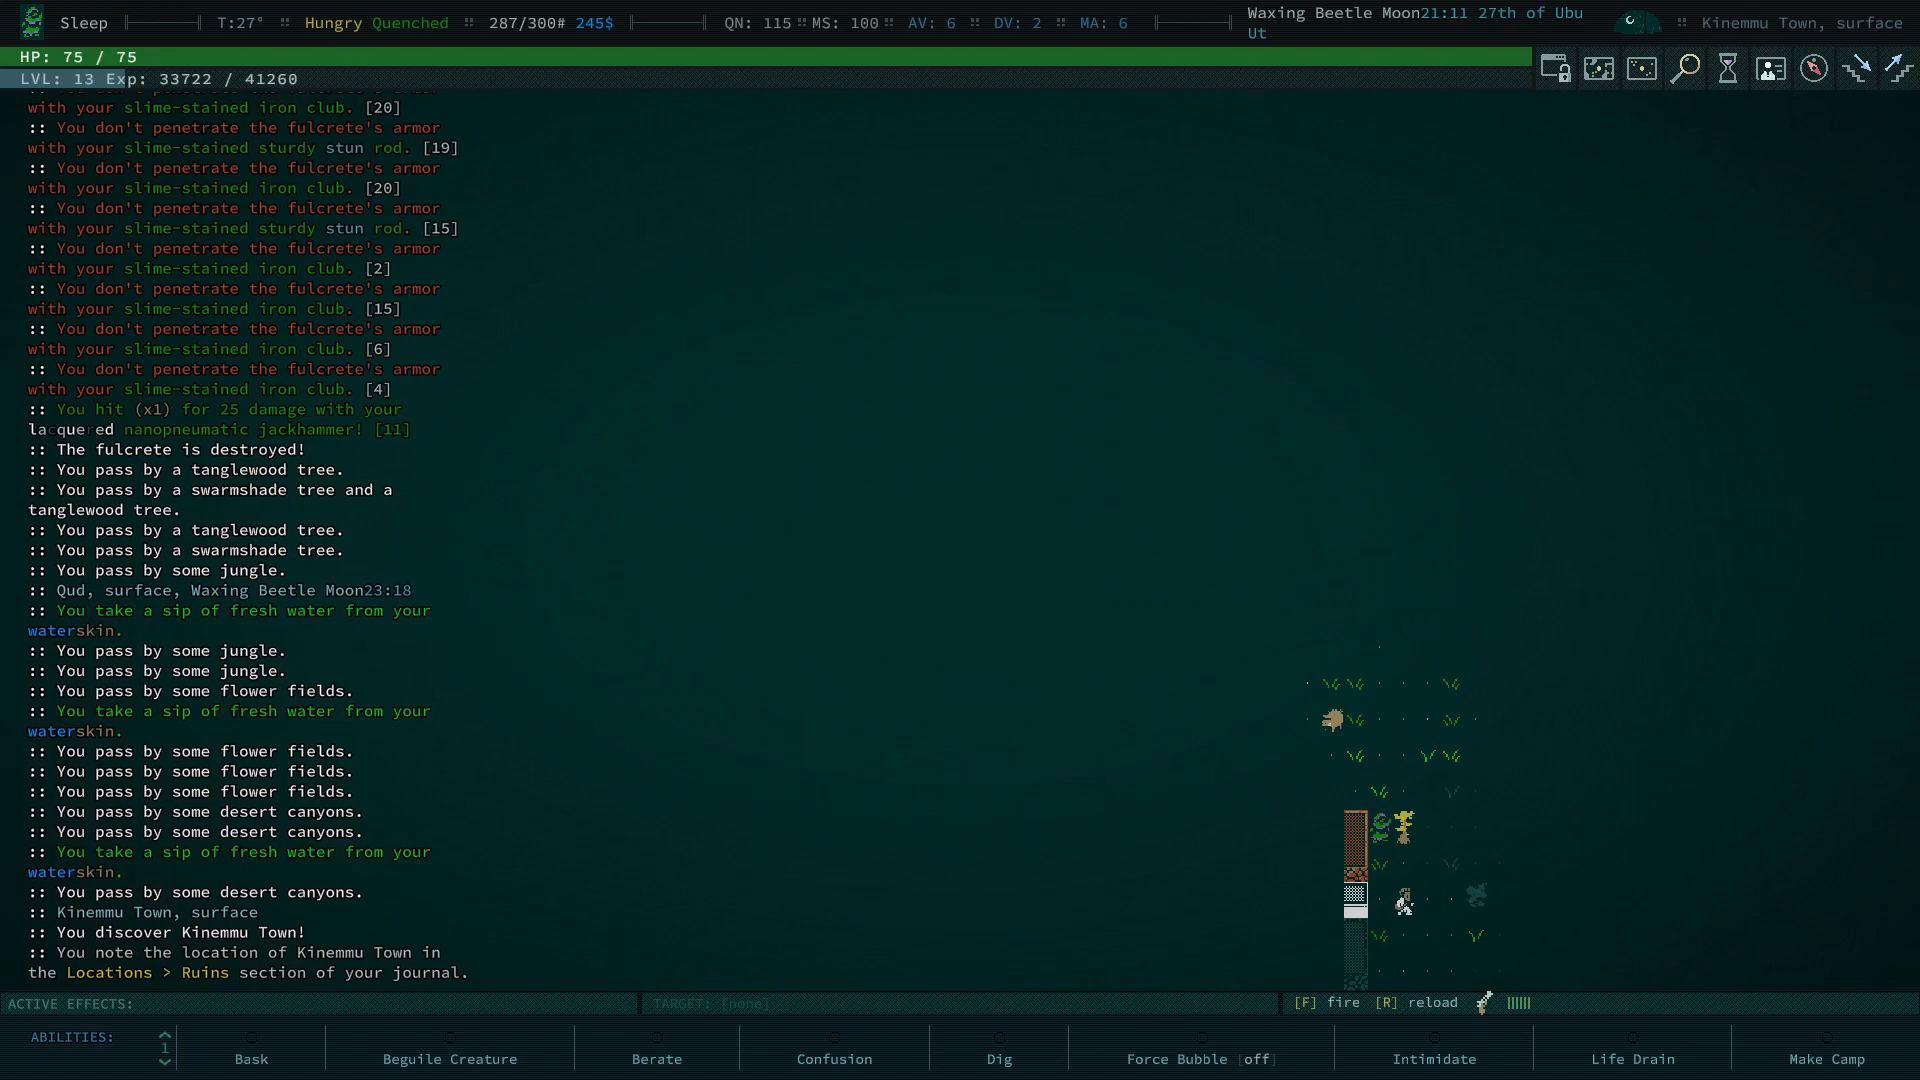 Sleep T:27° :: Hungry Quenched :: 287/300# 245$ QN: 115 :: MS: 100 :: AV: 6 :: DV: 2 :: MA: 6 Waxing Beetle Moon21:11 27th of Ubu Ut :: Kinemmu Town, surface
HP: 75 / 75
LVL: 13 Exp: 33722 / 41260
with your slime-stained iron club. [20]
:: You don't penetrate the fulcrete's armor
with your slime-stained sturdy stun rod. [19]
:: You don't penetrate the fulcrete's armor
with your slime-stained iron club. [20]
:: You don't penetrate the fulcrete's armor
with your slime-stained sturdy stun rod. [15]
:: You don't penetrate the fulcrete's armor
with your slime-stained iron club. [2]
:: You don't penetrate the fulcrete's armor
with your slime-stained iron club. [15]
:: You don't penetrate the fulcrete's armor
with your slime-stained iron club. [6]
:: You don't penetrate the fulcrete's armor
with your slime-stained iron club. [4]
:: You hit (x1) for 25 damage with your
lacquered nanopneumatic jackhammer! [11]
:: The fulcrete is destroyed!
:: You pass by a tanglewood tree.
:: You pass by a swarmshade tree and a
tanglewood tree.
:: You pass by a tanglewood tree.
:: You pass by a swarmshade tree.
:: You pass by some jungle.
:: Qud, surface, Waxing Beetle Moon23:18
:: You take a sip of fresh water from your
waterskin.
:: You pass by some jungle.
:: You pass by some jungle.
:: You pass by some flower fields.
:: You take a sip of fresh water from your
waterskin.
:: You pass by some flower fields.
:: You pass by some flower fields.
:: You pass by some flower fields.
:: You pass by some desert canyons.
:: You pass by some desert canyons.
:: You take a sip of fresh water from your
waterskin.
:: You pass by some desert canyons.
:: Kinemmu Town, surface
:: You discover Kinemmu Town!
:: You note the location of Kinemmu Town in
the Locations > Ruins section of your journal.
ACTIVE EFFECTS: TARGET: [none] [F] fire [R] reload
ABILITIES: 1 Bask Beguile Creature Berate Confusion Dig Force Bubble [off] Intimidate Life Drain Make Camp